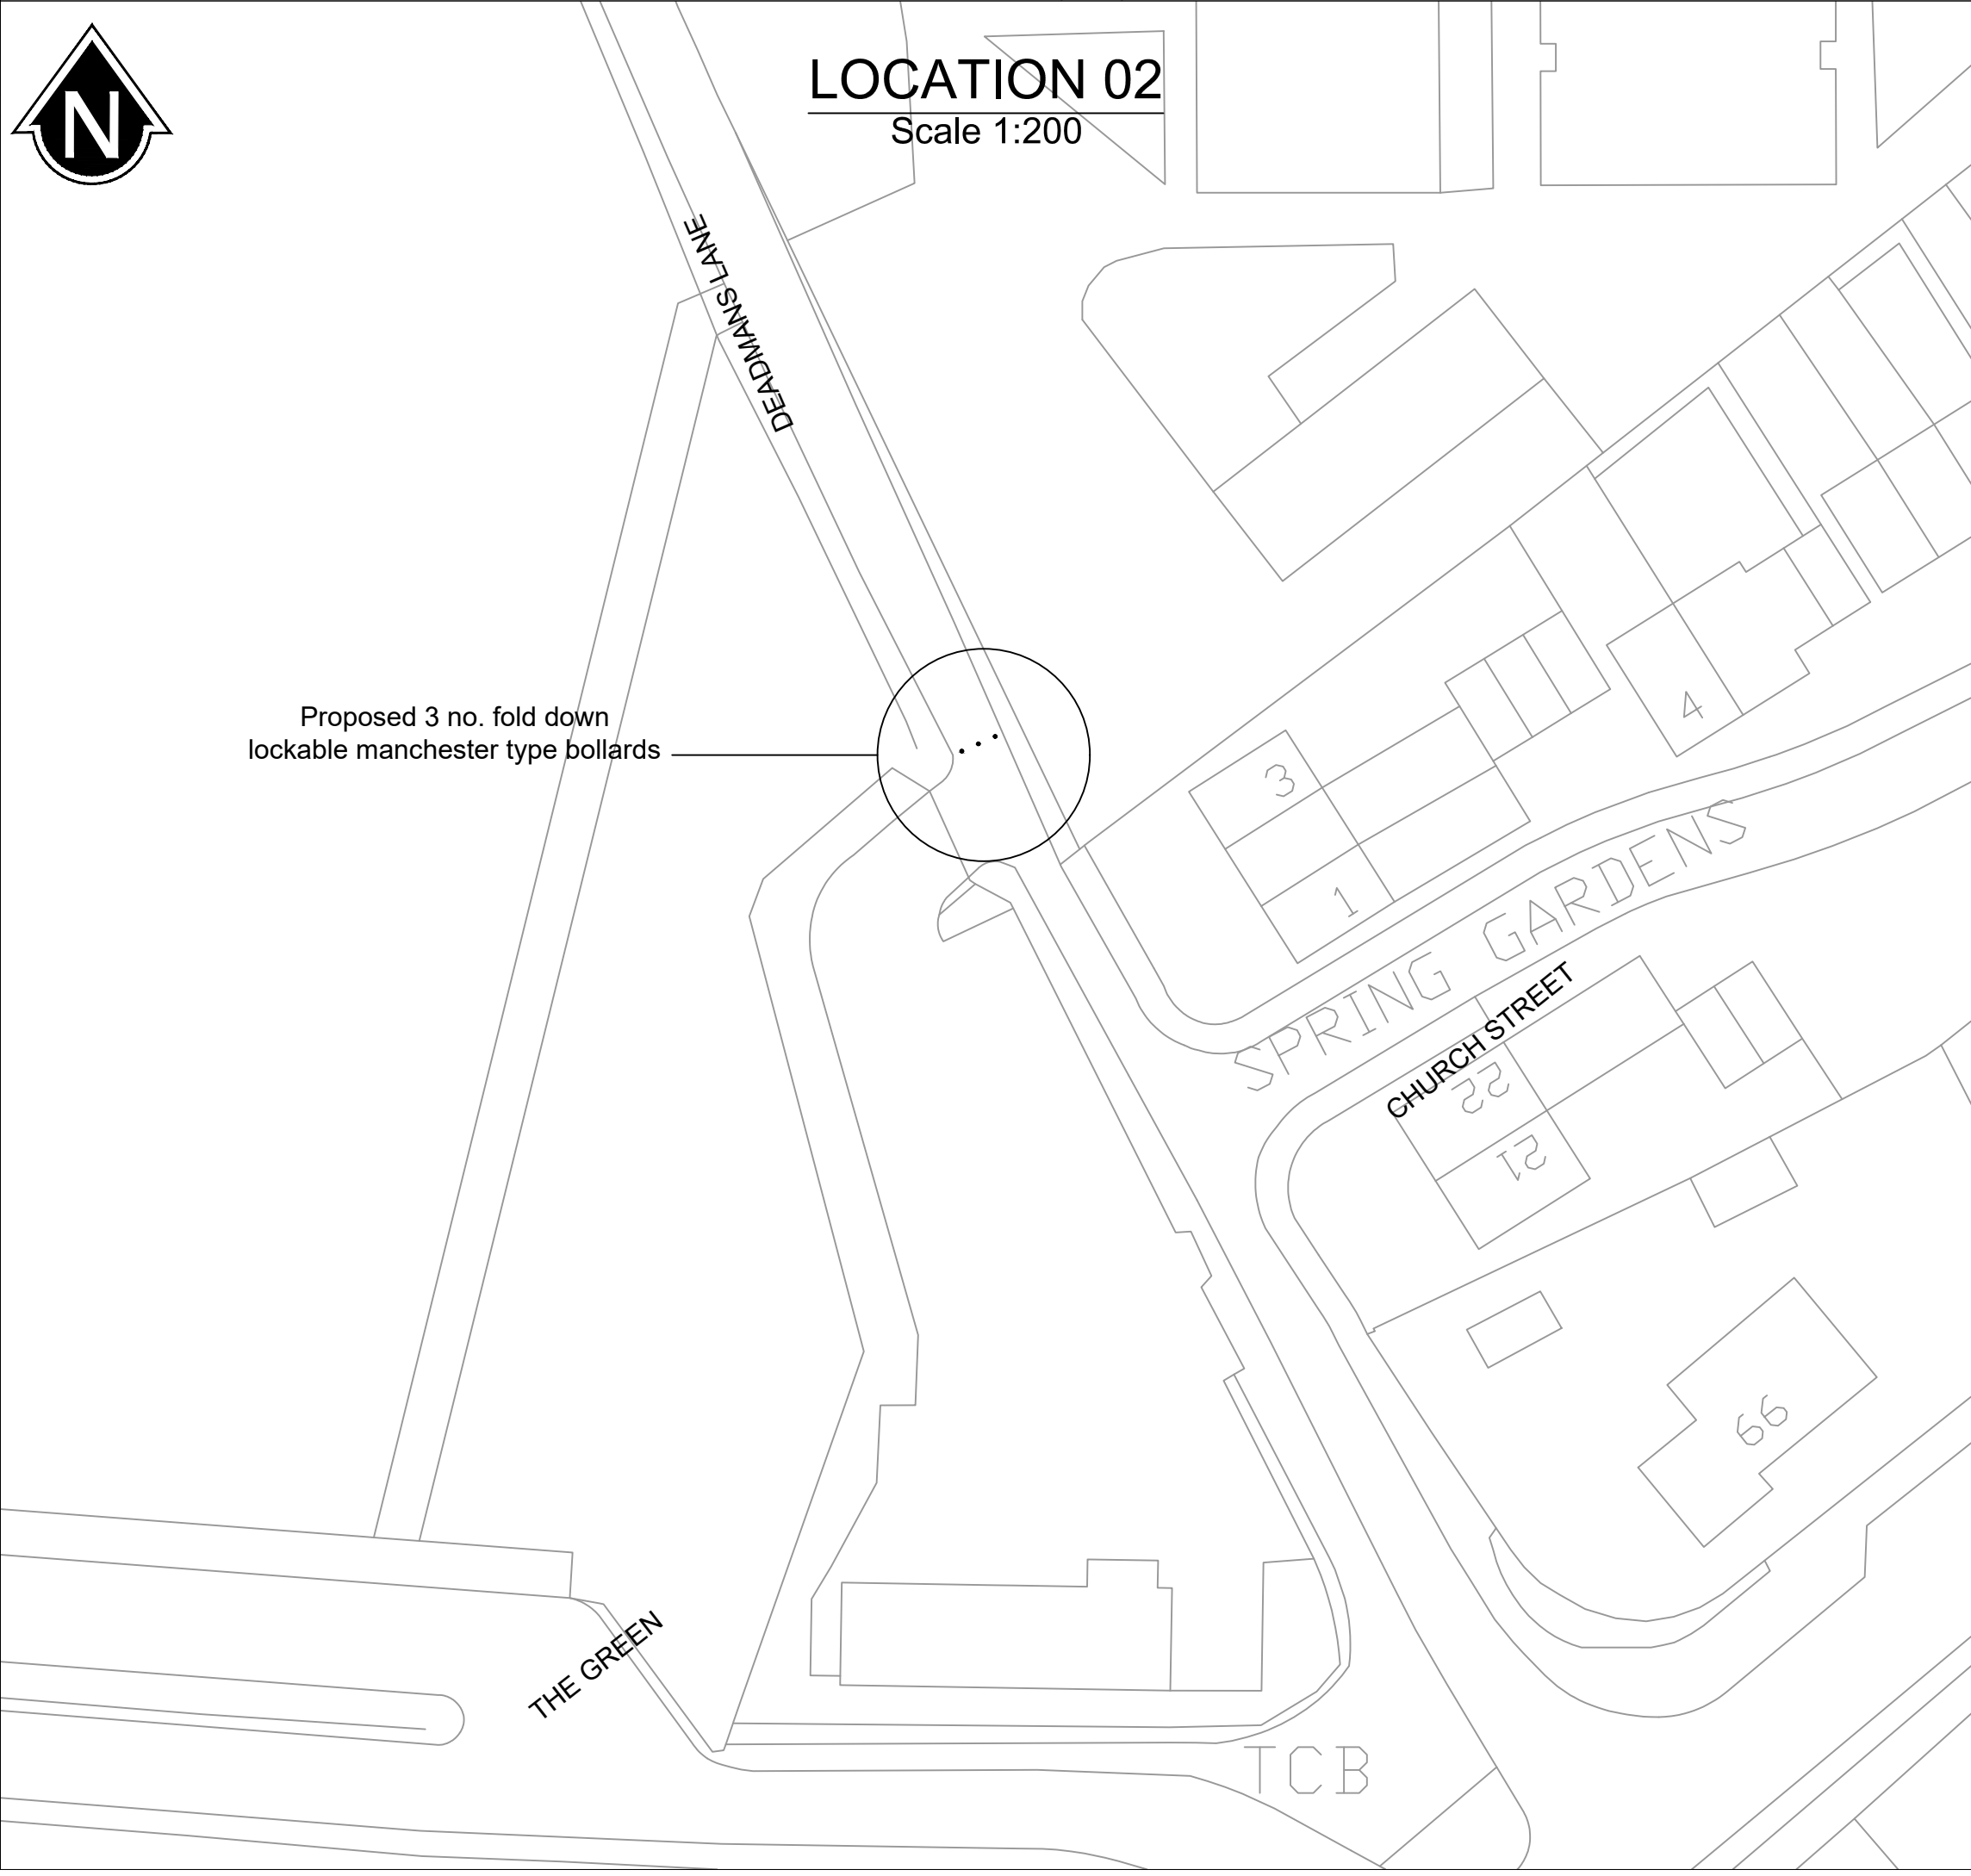 N
LOCATION 02
Scale 1:200
DEADMANS LANE
Proposed 3 no. fold down
lockable manchester type bollards
4
3
1
SPRING GARDENS
CHURCH STREET
22
21
66
THE GREEN
TCB